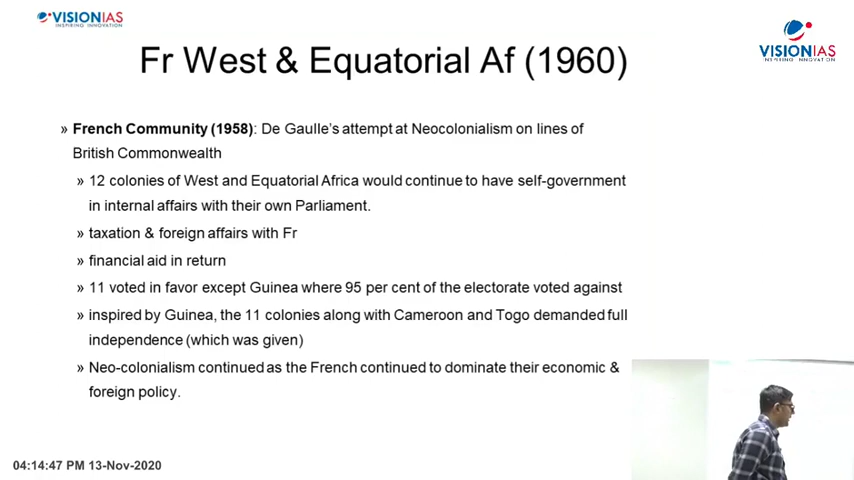 VISIONIAS
INSPIRING INNOVATION
VISIONIAS
INSPIRING INNOVATION
Fr West & Equatorial Af (1960)
» French Community (1958): De Gaulle's attempt at Neocolonialism on lines of
British Commonwealth
» 12 colonies of West and Equatorial Africa would continue to have self-government
in internal affairs with their own Parliament.
» taxation & foreign affairs with Fr
» financial aid in return
» 11 voted in favor except Guinea where 95 per cent of the electorate voted against
» inspired by Guinea, the 11 colonies along with Cameroon and Togo demanded full
independence (which was given)
» Neo-colonialism continued as the French continued to dominate their economic &
foreign policy.
04:14:47 PM 13-Nov-2020